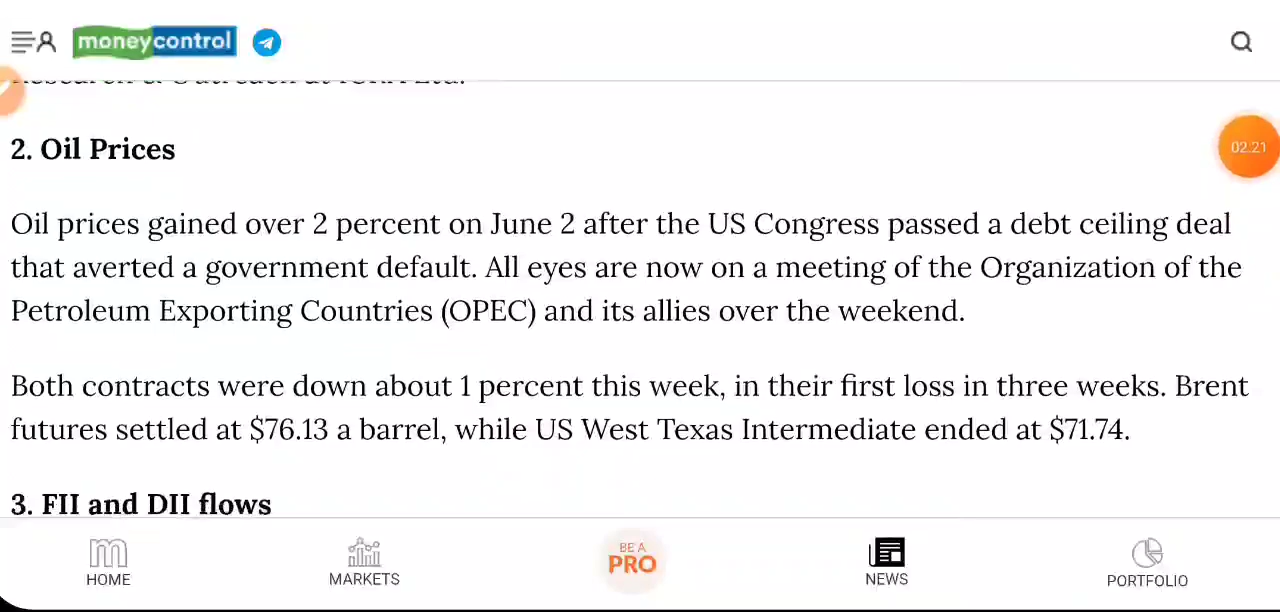 moneycontrol
2. Oil Prices
02:21
Oil prices gained over 2 percent on June 2 after the US Congress passed a debt ceiling deal
that averted a government default. All eyes are now on a meeting of the Organization of the
Petroleum Exporting Countries (OPEC) and its allies over the weekend.
Both contracts were down about 1 percent this week, in their first loss in three weeks. Brent
futures settled at $76.13 a barrel, while US West Texas Intermediate ended at $71.74.
3. FII and DII flows
HOME
MARKETS
BE A
PRO
NEWS
PORTFOLIO